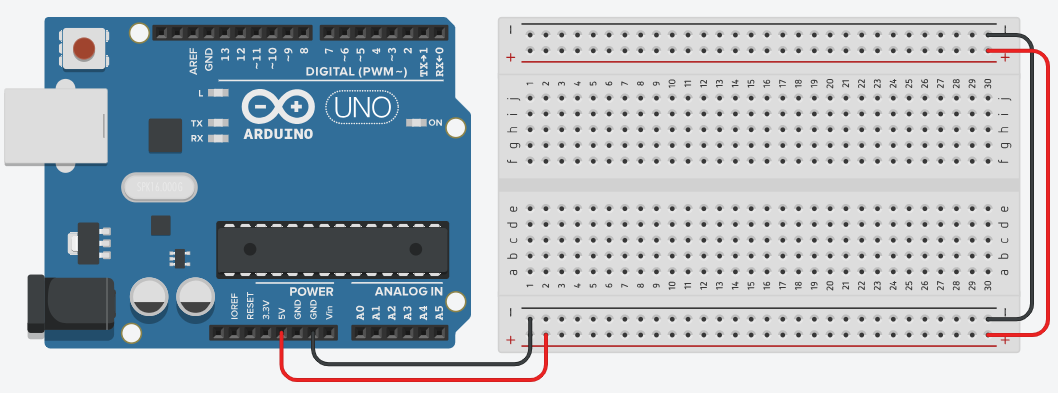 AREF
GND
13
12
~11
~10
~9
8
7
~6
~5
4
~3
2
TX→1
RX←0
DIGITAL (PWM~)
L
TX
RX
ARDUINO
UNO
ON
POWER
ANALOG IN
IOREF
RESET
3.3V
5V
GND
GND
Vin
A0
A1
A2
A3
A4
A5
− −
+ +
1 2 3 4 5 6 7 8 9 10 11 12 13 14 15 16 17 18 19 20 21 22 23 24 25 26 27 28 29 30
j j
i i
h h
g g
f f
e e
d d
c c
b b
a a
1 2 3 4 5 6 7 8 9 10 11 12 13 14 15 16 17 18 19 20 21 22 23 24 25 26 27 28 29 30
− −
+ +